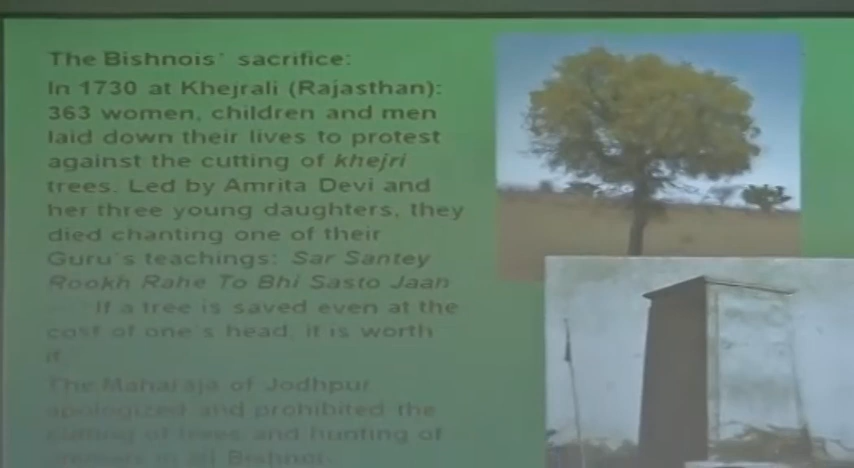 The Bishnois' sacrifice:
In 1730 at Khejrali (Rajasthan):
363 women, children and men
laid down their lives to protest
against the cutting of khejri
trees. Led by Amrita Devi and
her three young daughters, they
died chanting one of their
Guru's teachings: Sar Santey
Rookh Rahe To Bhi Sasto Jaan
If a tree is saved even at the
cost of one's head, it is worth
it
The Maharaja of Jodhpur
apologized and prohibited the
cutting of trees and hunting of
animals in all Bishnoi